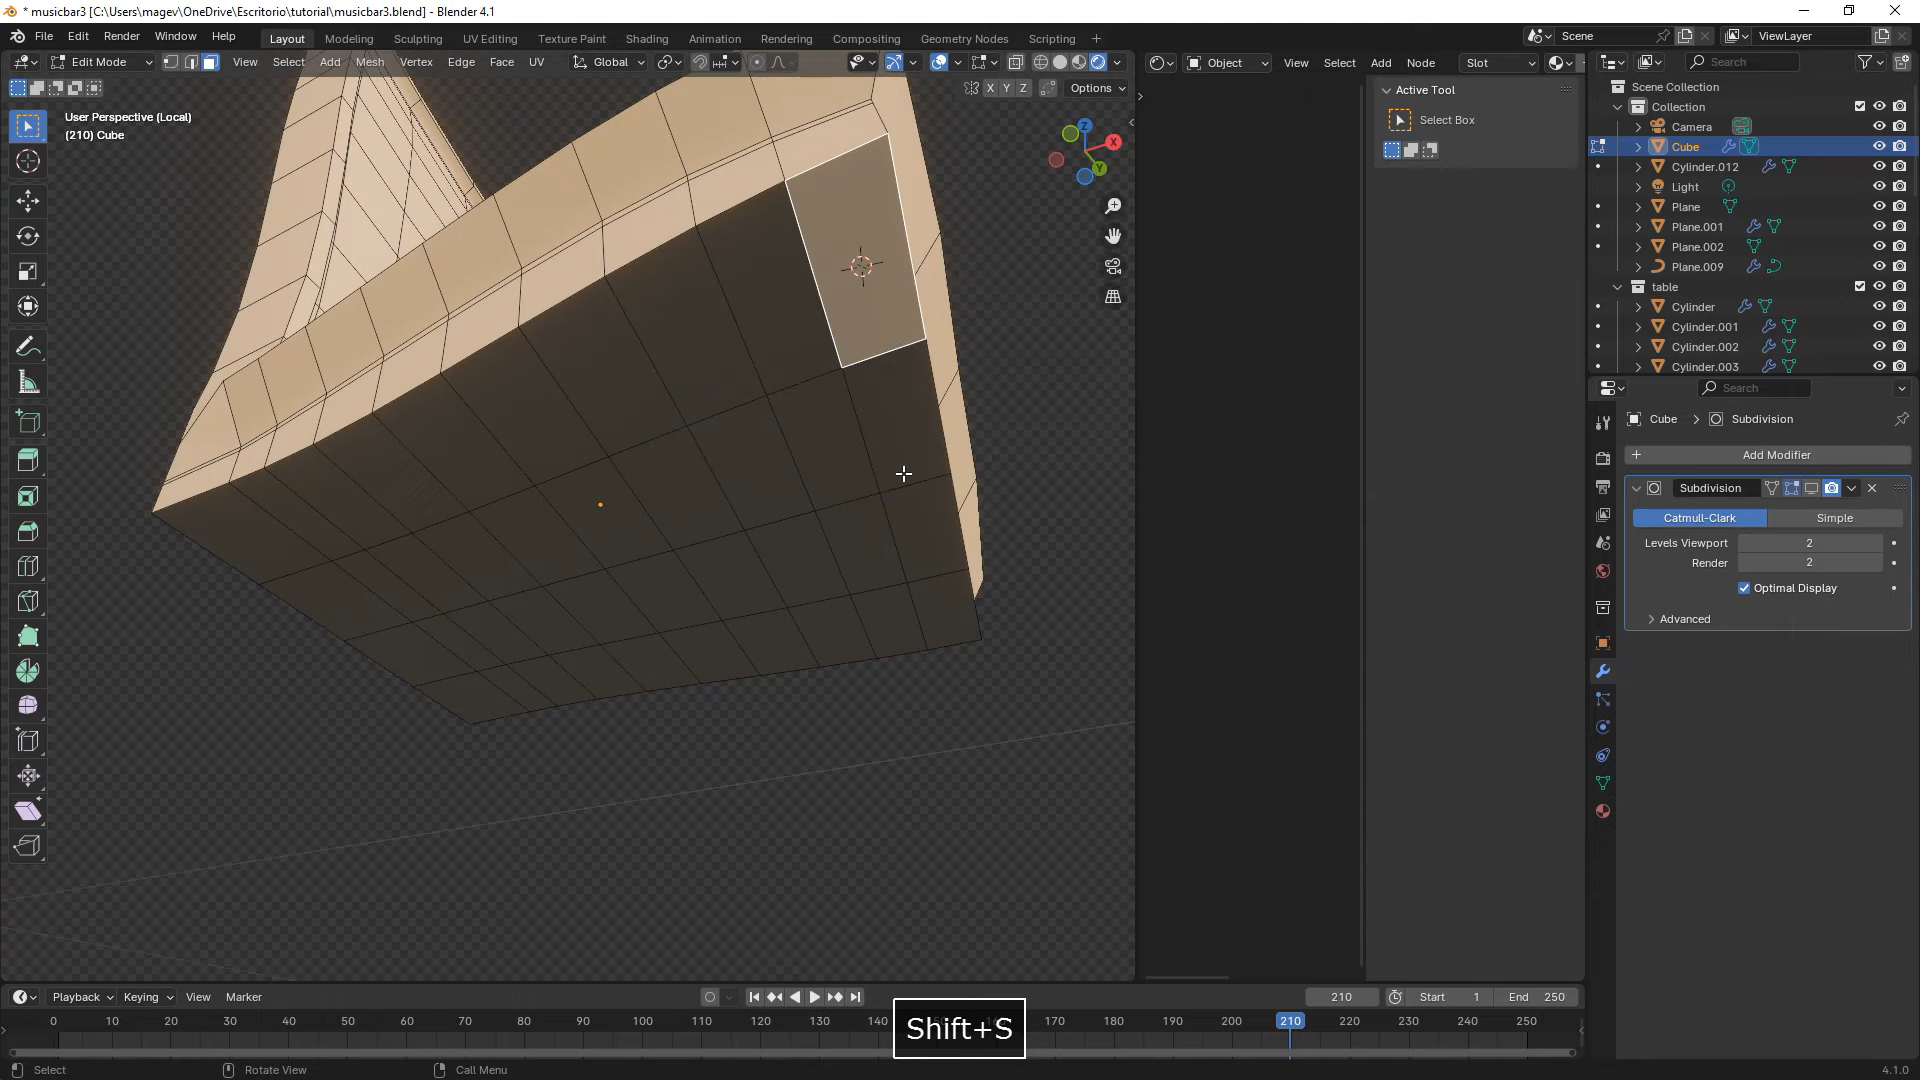 * musicbar3 [C:\Users\magev\OneDrive\Escritorio\tutorial\musicbar3.blend] - Blender 4.1
File Edit Render Window Help
Layout Modeling Sculpting UV Editing Texture Paint Shading Animation Rendering Compositing Geometry Nodes Scripting +
Scene
ViewLayer
Edit Mode View Select Add Mesh Vertex Edge Face UV Global
X Y Z Options
User Perspective (Local)
(210) Cube
Z
X
Y
Object View Select Add Node Slot
Active Tool
Select Box
Search
Scene Collection
Collection
Camera
Cube
Cylinder.012
Light
Plane
Plane.001
Plane.002
Plane.009
table
Cylinder
Cylinder.001
Cylinder.002
Cylinder.003
Search
Cube > Subdivision
+ Add Modifier
Subdivision
Catmull-Clark Simple
Levels Viewport 2
Render 2
Optimal Display
Advanced
Playback Keying View Marker
210 Start 1 End 250
0 10 20 30 40 50 60 70 80 90 100 110 120 130 140 170 180 190 200 210 220 230 240 250
Shift+S
Select Rotate View Call Menu 4.1.0